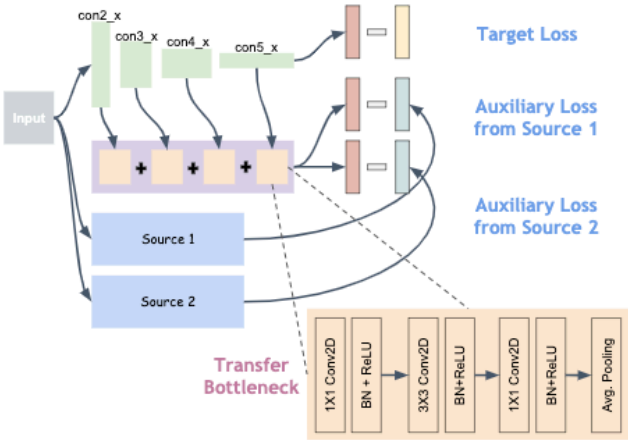 con2_x
con3_x
con4_x
con5_x
Target Loss
Input
Auxiliary Loss
from Source 1
+
+
+
Auxiliary Loss
from Source 2
Source 1
Source 2
Transfer
Bottleneck
1X1 Conv2D
BN + ReLU
3X3 Conv2D
BN+ReLU
1X1 Conv2D
BN+ReLU
Avg. Pooling